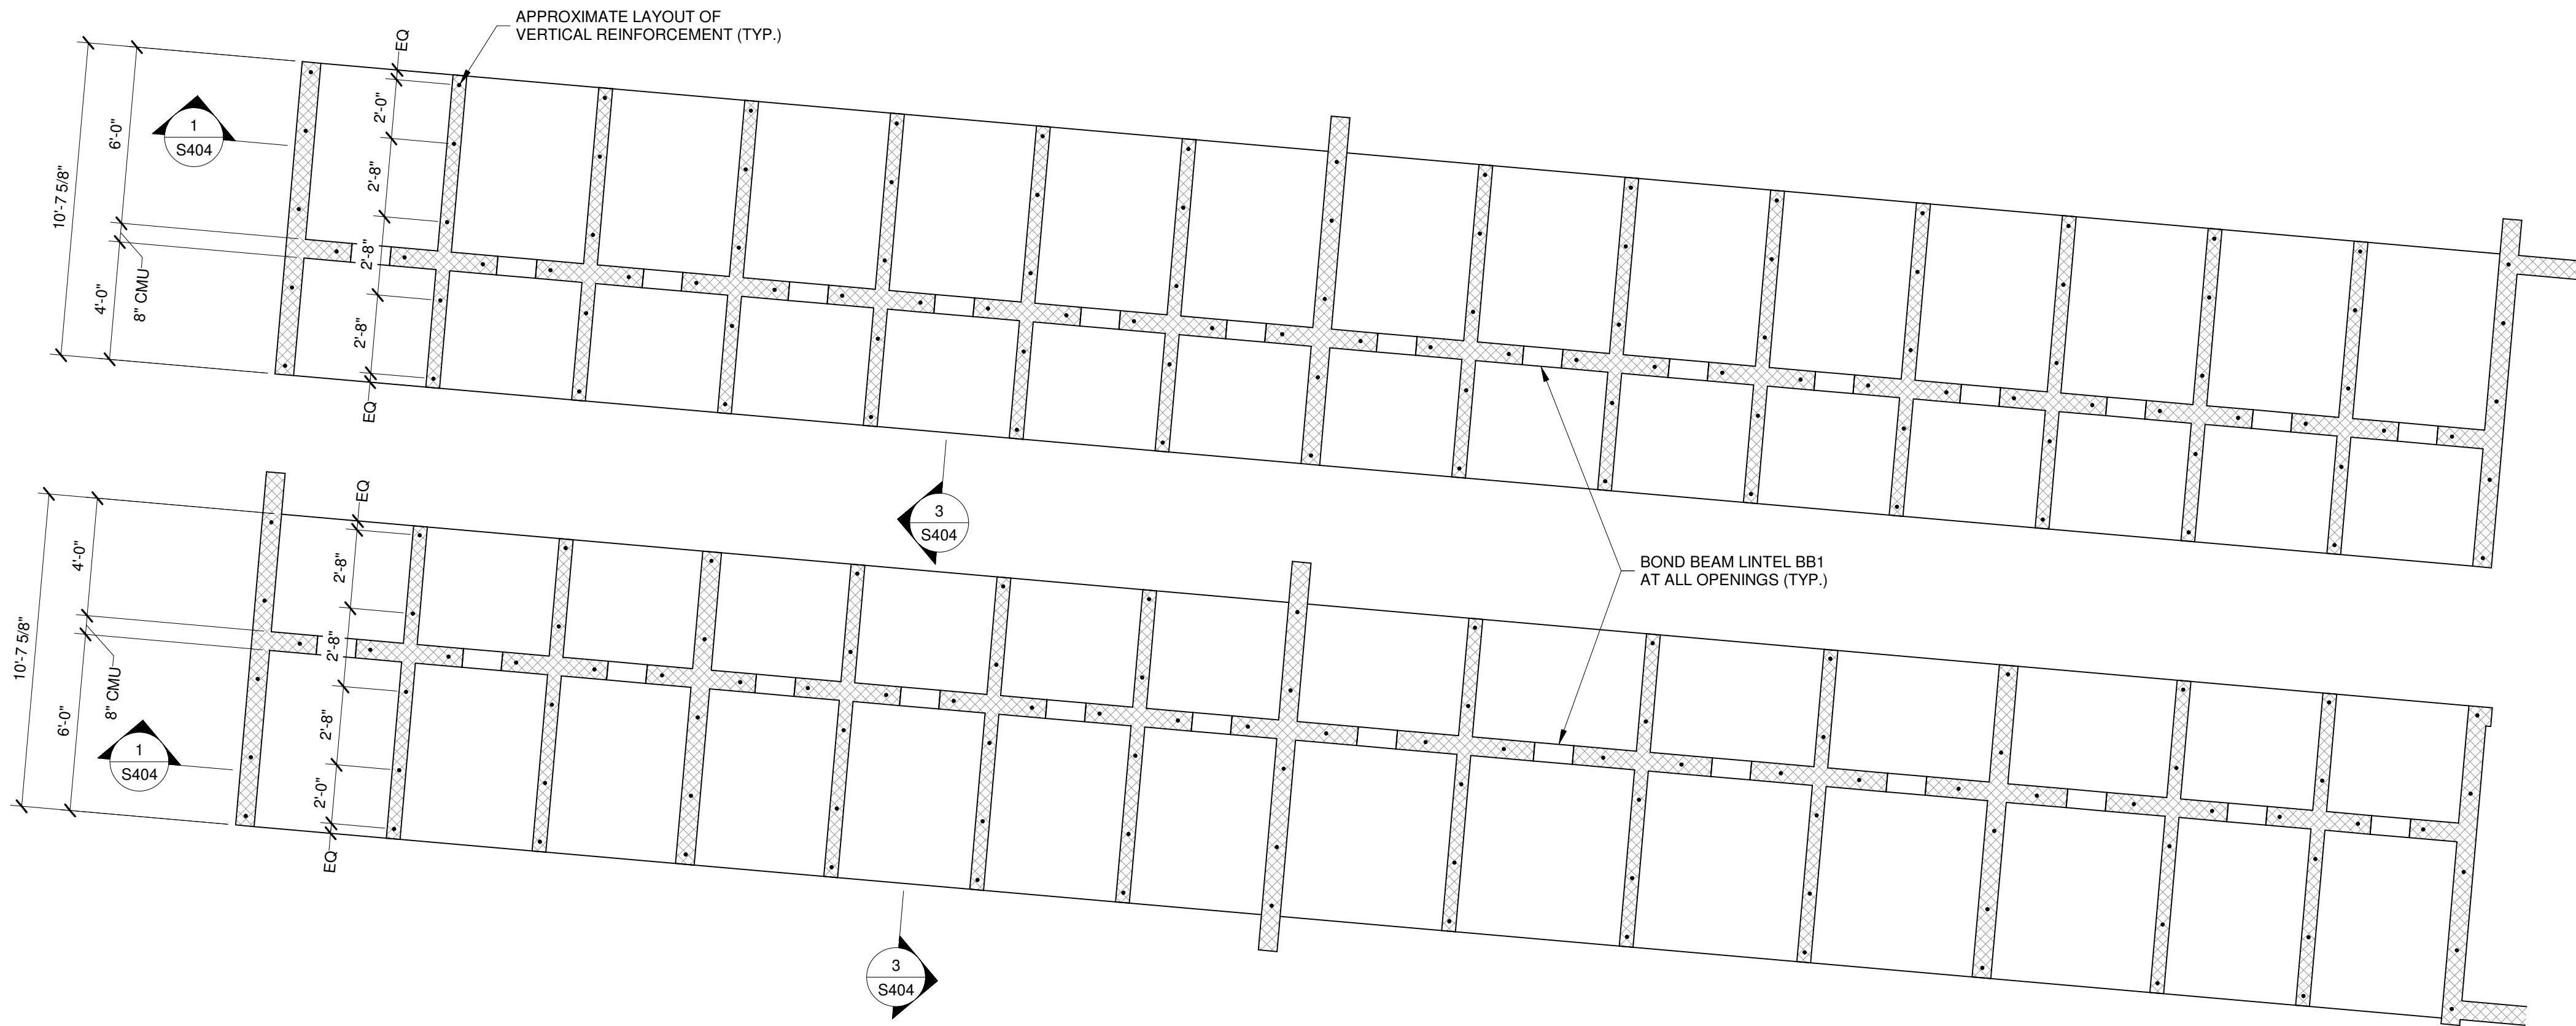 APPROXIMATE LAYOUT OF
VERTICAL REINFORCEMENT (TYP.)
EQ
2'-0"
2'-8"
2'-8"
2'-8"
EQ
10'-7 5/8"
6'-0"
4'-0"
8" CMU
1
S404
3
S404
BOND BEAM LINTEL BB1
AT ALL OPENINGS (TYP.)
EQ
2'-8"
2'-8"
2'-8"
2'-0"
EQ
10'-7 5/8"
4'-0"
6'-0"
8" CMU
1
S404
3
S404